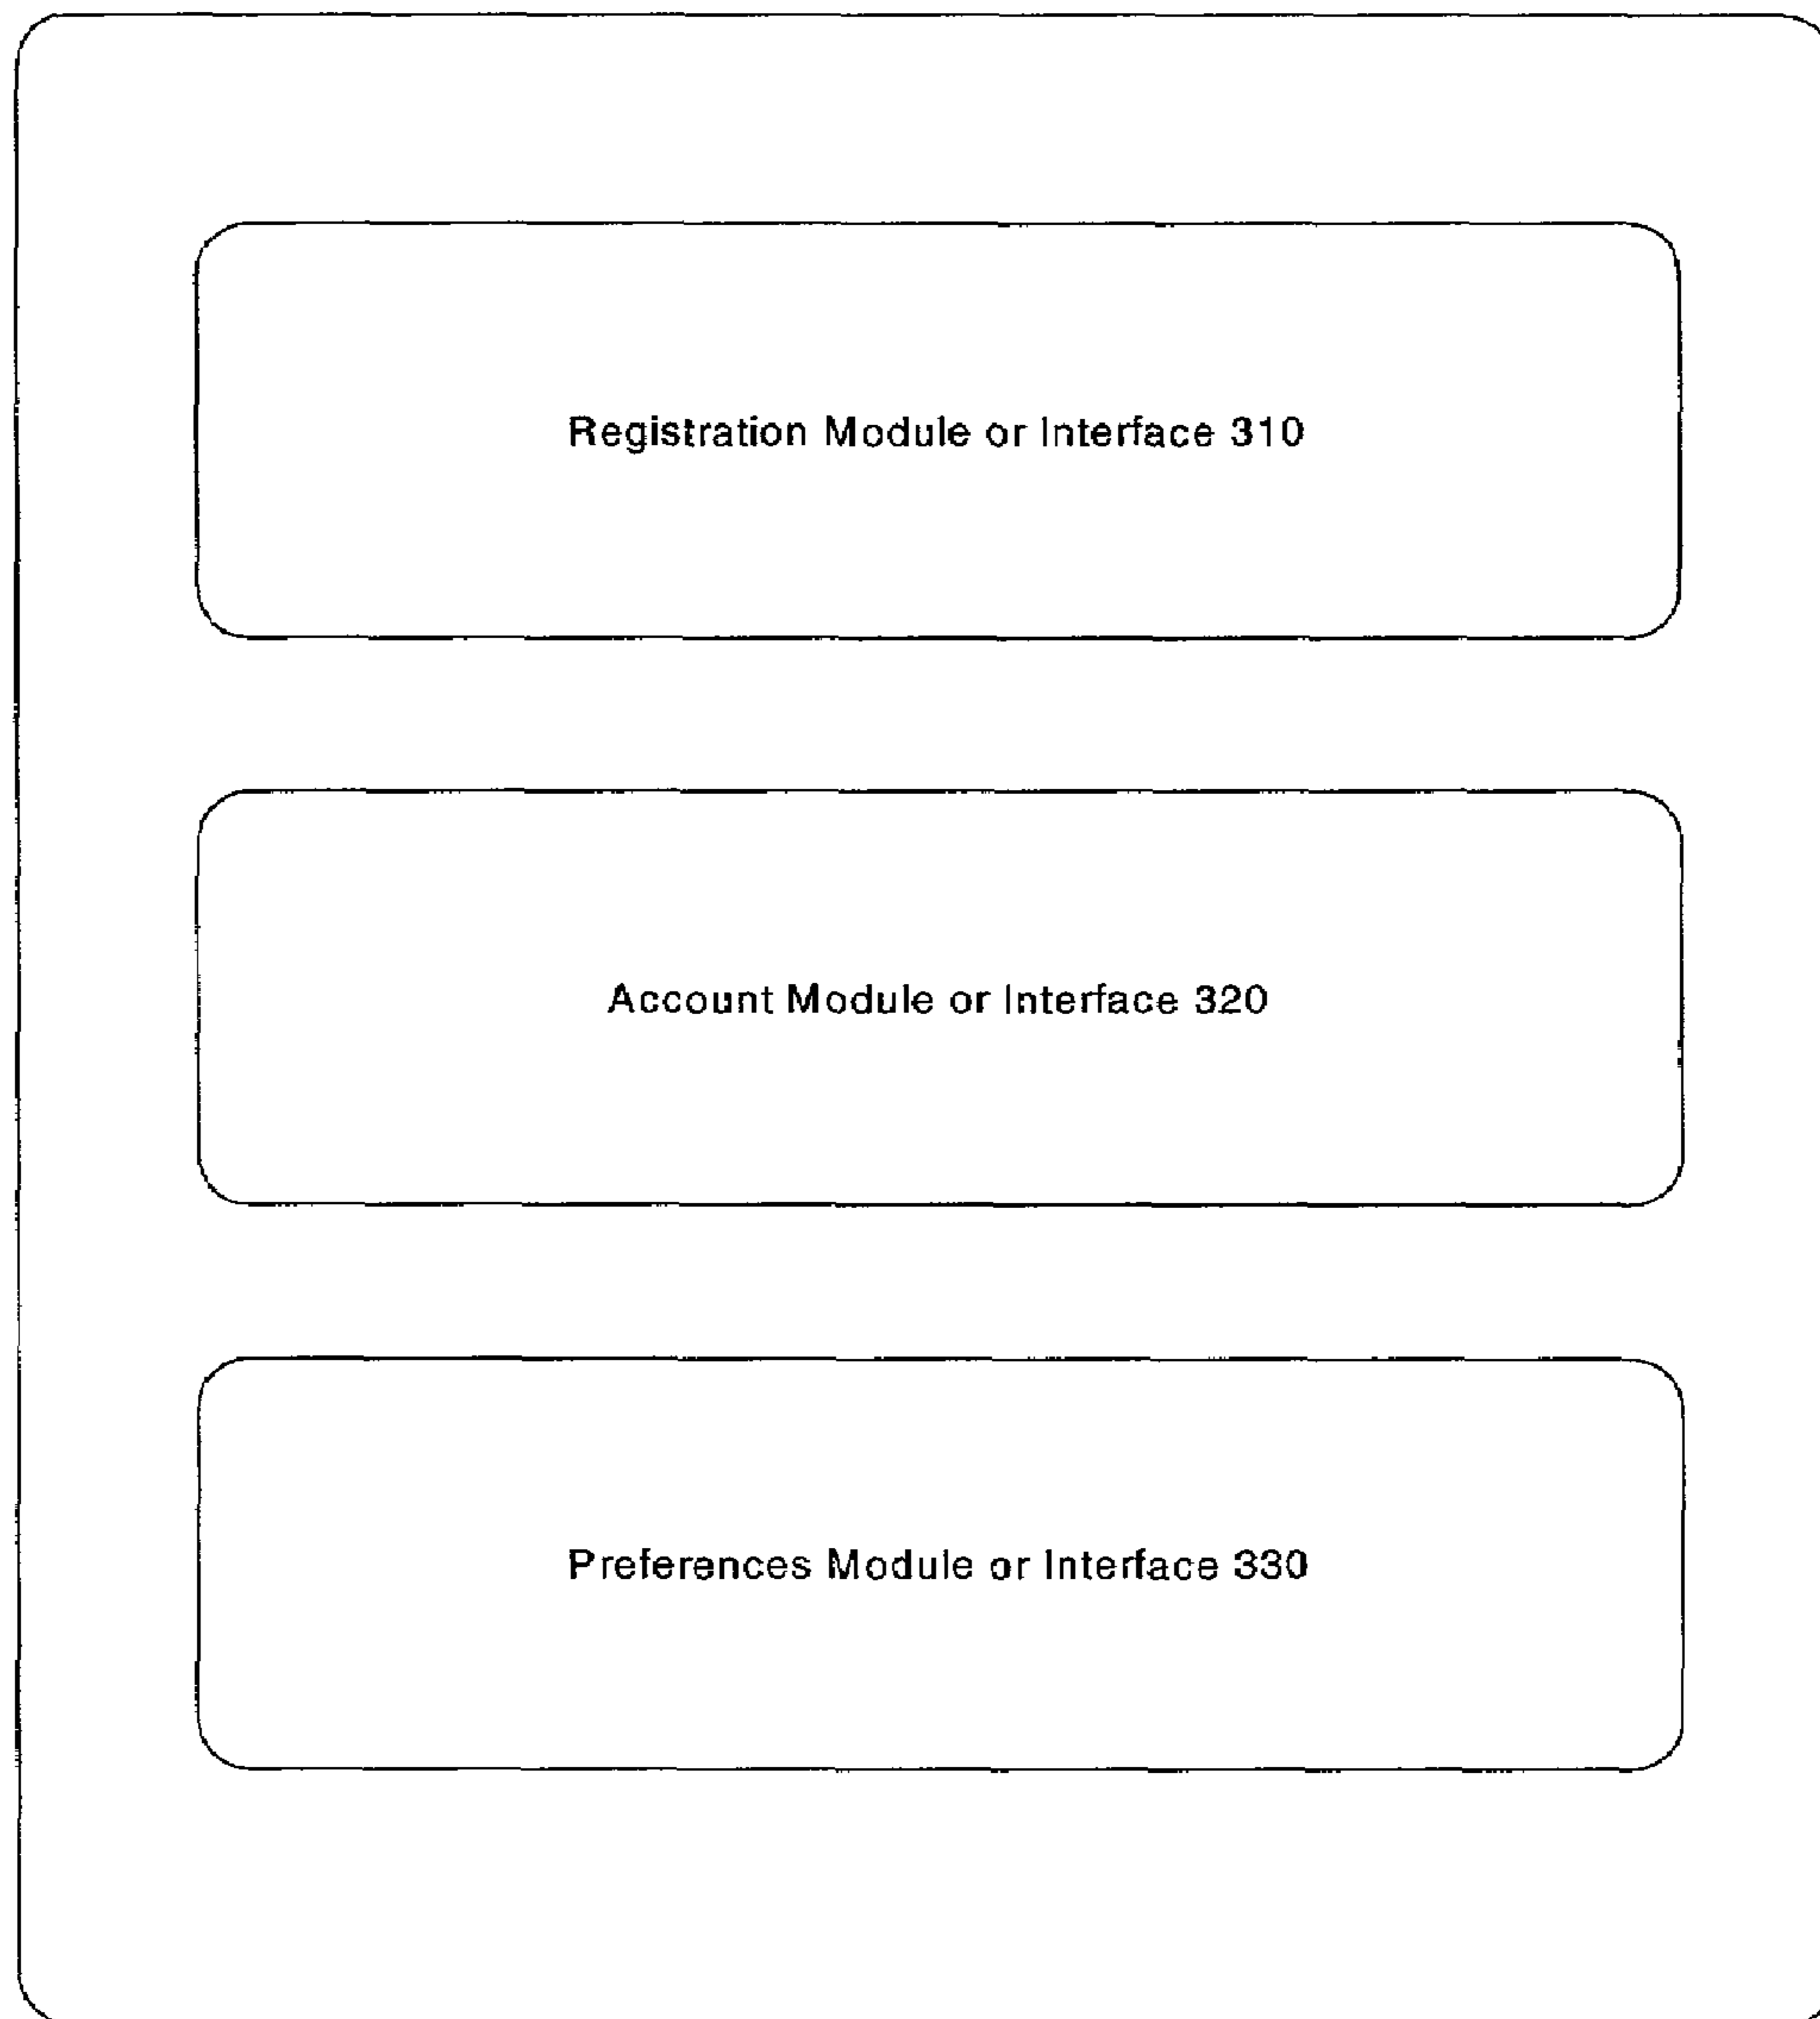 Registration Module or Interface 310
Account Module or Interface 320
Preferences Module or Interface 330